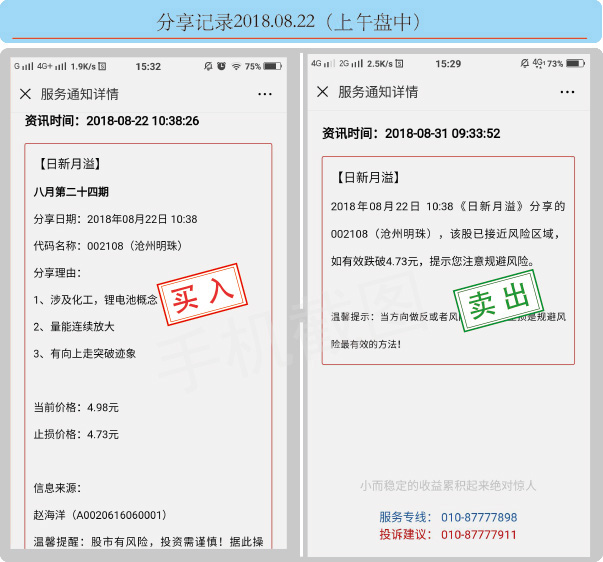 分享记录2018.08.22（上午盘中）
G 4G+ 1.9K/s 15:32 75%
服务通知详情
资讯时间：2018-08-22 10:38:26
【日新月溢】
八月第二十四期
分享日期：2018年08月22日 10:38
代码名称：002108（沧州明珠）
分享理由：
1、涉及化工，锂电池概念
2、量能连续放大
3、有向上走突破迹象
买入
当前价格：4.98元
止损价格：4.73元
信息来源：
赵海洋（A0020616060001）
温馨提醒：股市有风险，投资需谨慎！据此操
4G 2G 2.5K/s 15:29 4G 73%
服务通知详情
资讯时间：2018-08-31 09:33:52
【日新月溢】
2018年08月22日 10:38《日新月溢》分享的
002108（沧州明珠），该股已接近风险区域，
如有效跌破4.73元，提示您注意规避风险。
卖出
温馨提示：当方向做反或者风 损是规避风
险最有效的方法！
小而稳定的收益累积起来绝对惊人
服务专线： 010-87777898
投诉建议： 010-87777911
手机截图